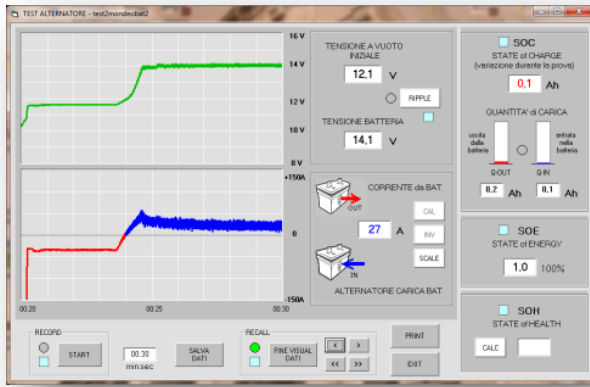 TEST ALTERNATORE - test2mondeobat2
16 V
14 V
12 V
10 V
8 V
+150A
0
-150A
00:20
00:25
00:30
TENSIONE A VUOTO
INIZIALE
12,1 V
RIPPLE
TENSIONE BATTERIA
14,1 V
OUT
CORRENTE da BAT
CAL
27 A
INV
SCALE
IN
ALTERNATORE CARICA BAT
SOC
STATE of CHARGE
(variazione durante la prova)
0,1 Ah
QUANTITA' di CARICA
uscita
dalla
batteria
entrata
nella
batteria
Q-OUT
Q-IN
0,2 Ah
0,1 Ah
SOE
STATE of ENERGY
1,0 100%
SOH
STATE of HEALTH
CALC
RECORD
START
00:30
min:sec
SALVA
DATI
RECALL
FINE VISUAL
DATI
<
>
<<
>>
PRINT
EXIT